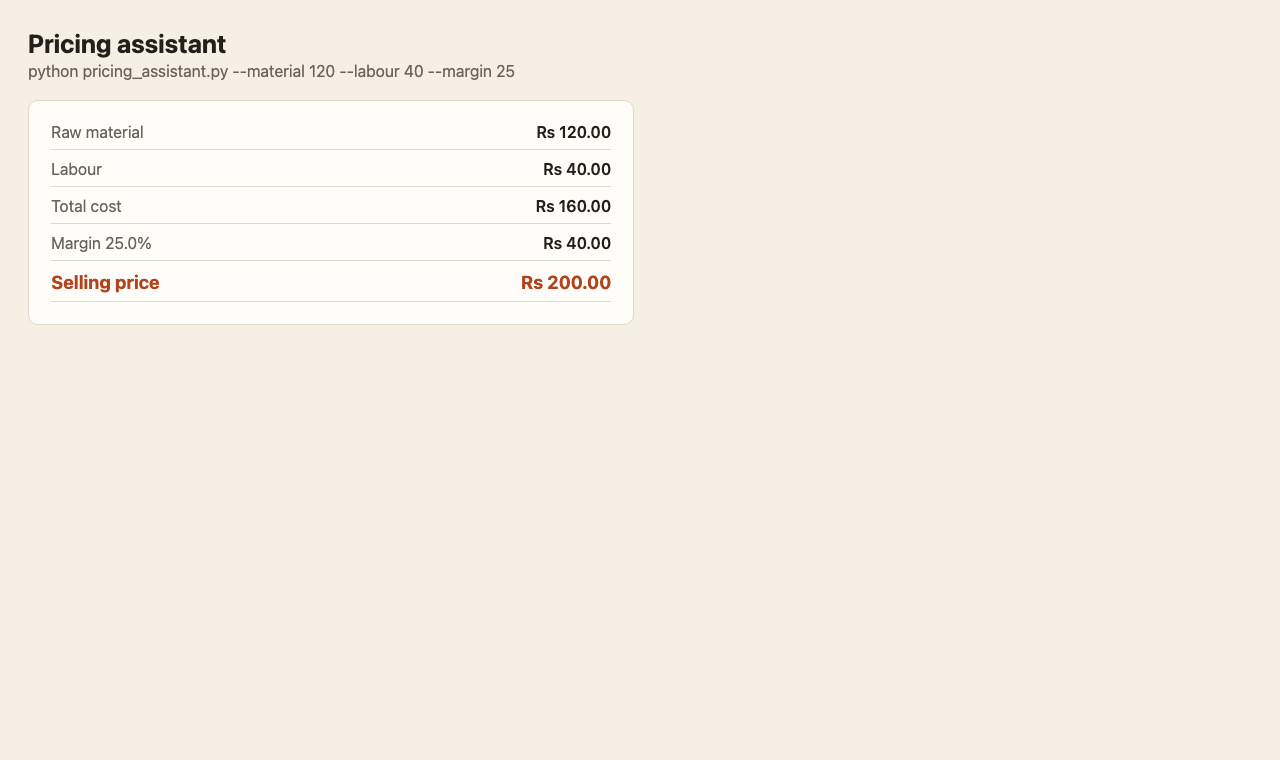 Pricing assistant
python pricing_assistant.py --material 120 --labour 40 --margin 25
Raw material Rs 120.00
Labour Rs 40.00
Total cost Rs 160.00
Margin 25.0% Rs 40.00
Selling price Rs 200.00